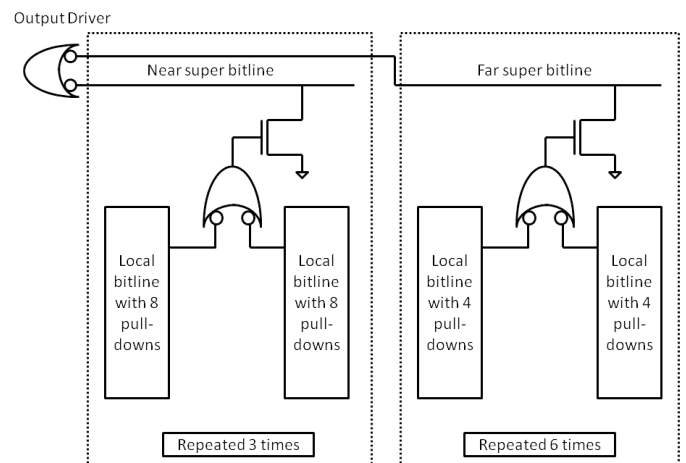 Output Driver
Near super bitline
Far super bitline
Local
bitline
with 8
pull-
downs
Local
bitline
with 8
pull-
downs
Local
bitline
with 4
pull-
downs
Local
bitline
with 4
pull-
downs
Repeated 3 times
Repeated 6 times